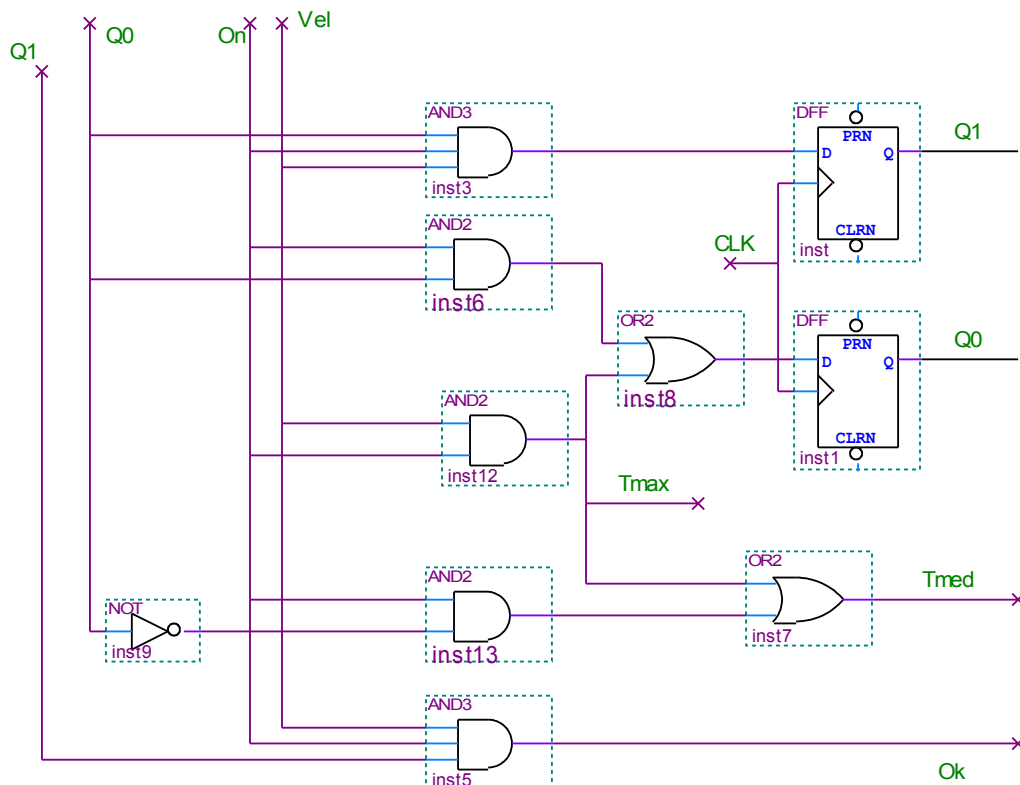 Vel
Q0
On
Q1
AND3
inst3
DFF
PRN
D
Q
CLRN
inst
Q1
AND2
inst6
CLK
OR2
inst8
DFF
PRN
D
Q
CLRN
inst1
Q0
AND2
inst12
Tmax
AND2
inst13
NOT
inst9
OR2
inst7
Tmed
AND3
inst5
Ok